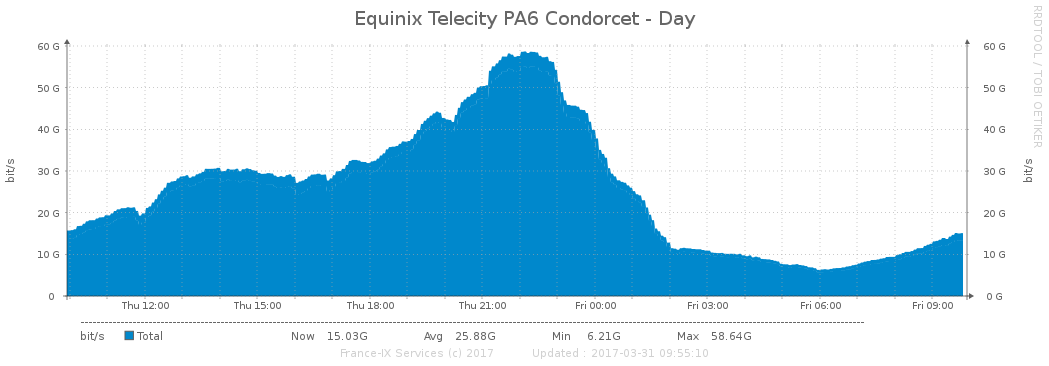 Equinix Telecity PA6 Condorcet - Day
RRDTOOL / TOBI OETIKER
60 G 60 G
50 G 50 G
40 G 40 G
30 G 30 G
20 G 20 G
10 G 10 G
0 0 G
bit/s bit/s
Thu 12:00 Thu 15:00 Thu 18:00 Thu 21:00 Fri 00:00 Fri 03:00 Fri 06:00 Fri 09:00
bit/s Total Now 15.03G Avg 25.88G Min 6.21G Max 58.64G
France-IX Services (c) 2017 Updated : 2017-03-31 09:55:10